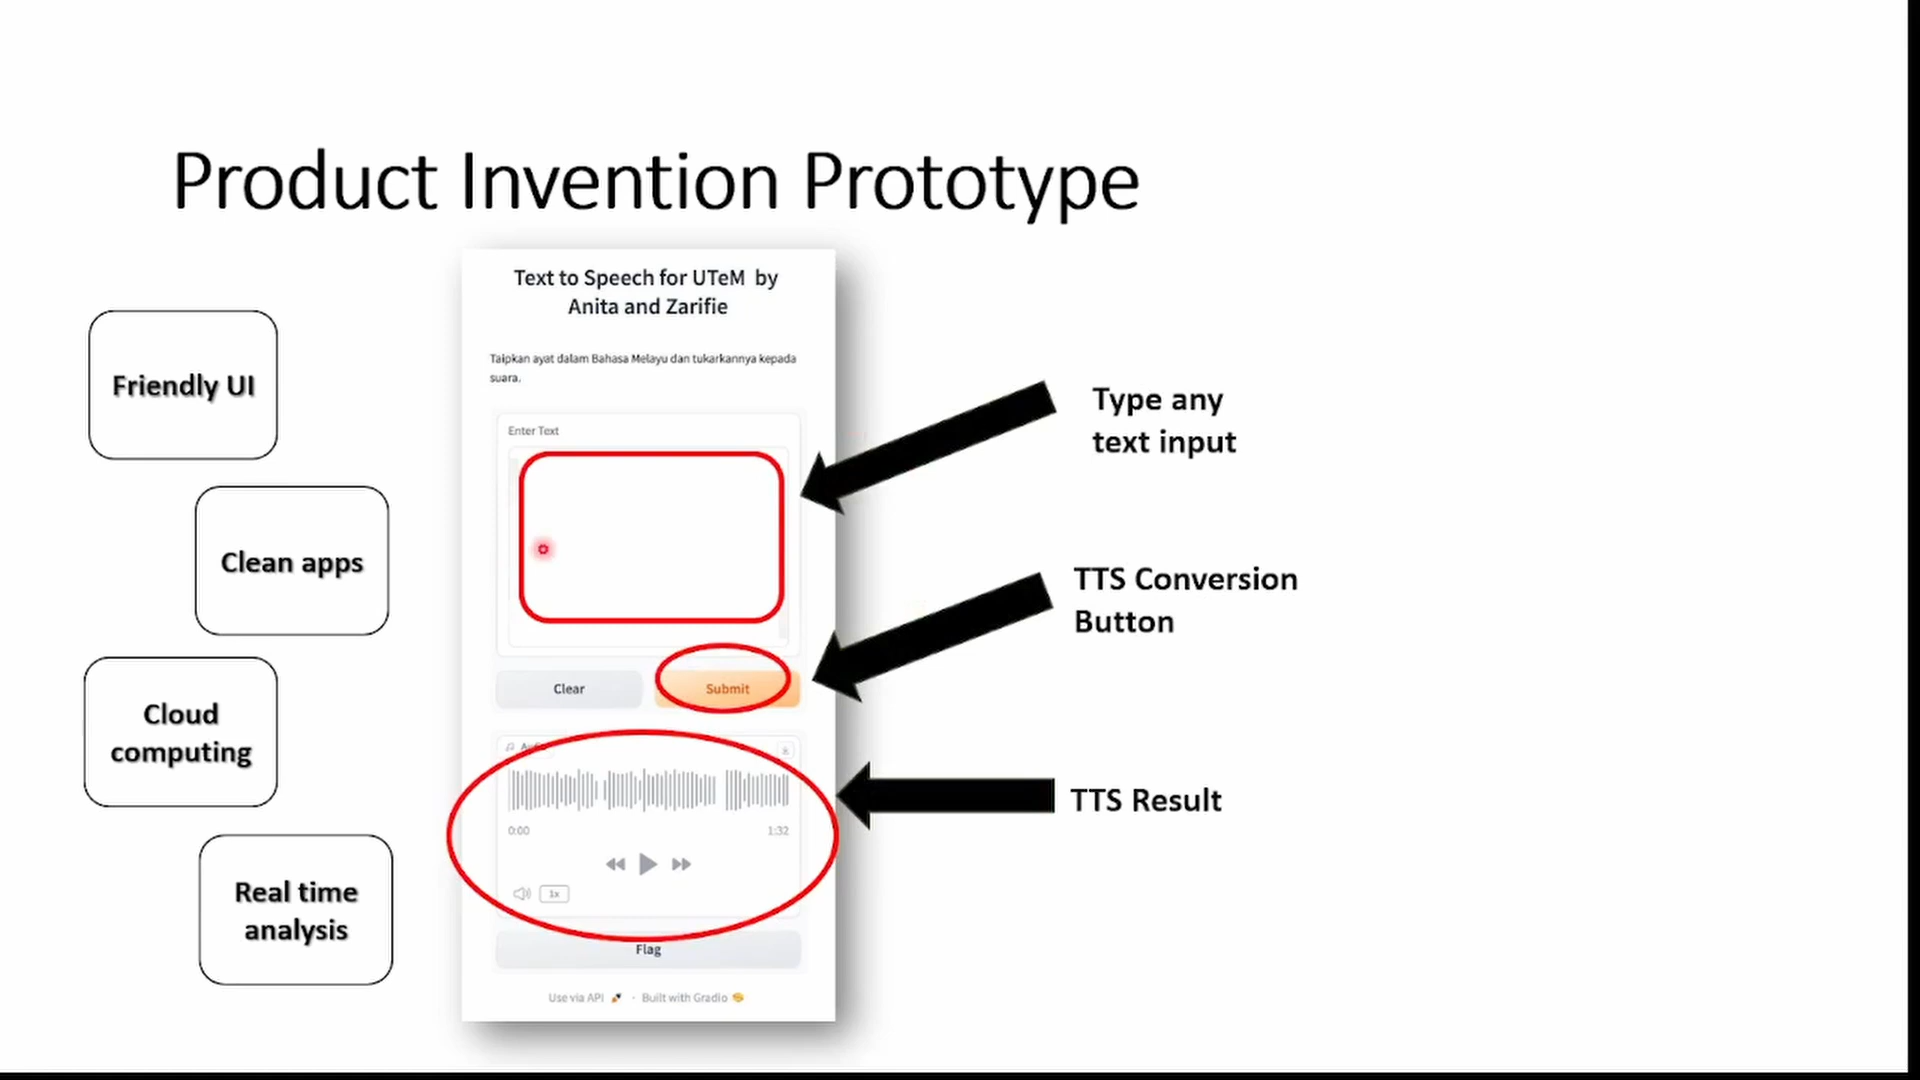 Product Invention Prototype
Friendly UI
Clean apps
Cloud
computing
Real time
analysis
Text to Speech for UTeM by
Anita and Zarifie
Taipkan ayat dalam Bahasa Melayu dan tukarkannya kepada
suara.
Enter Text
Clear
Submit
0:00
1:32
1x
Flag
Use via API
· Built with Gradio
Type any
text input
TTS Conversion
Button
TTS Result